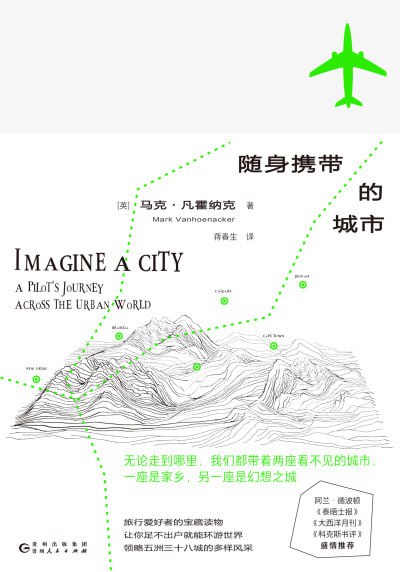 随身携带
的
城市
[英] 马克·凡霍纳克 著
Mark Vanhoenacker
蒋春生 译
IMAGINE A CITY
A PILOT'S JOURNEY
ACROSS THE URBAN WORLD
CALGARY
BRASÍLIA
CAPE TOWN
NEW DELHI
无论走到哪里，我们都带着两座看不见的城市，
一座是家乡，另一座是幻想之城
旅行爱好者的宝藏读物
让你足不出户就能环游世界
领略五洲三十八城的多样风采
阿兰·德波顿
《泰晤士报》
《大西洋月刊》
《科克斯书评》
盛情推荐
贵州出版集团
贵州人民出版社